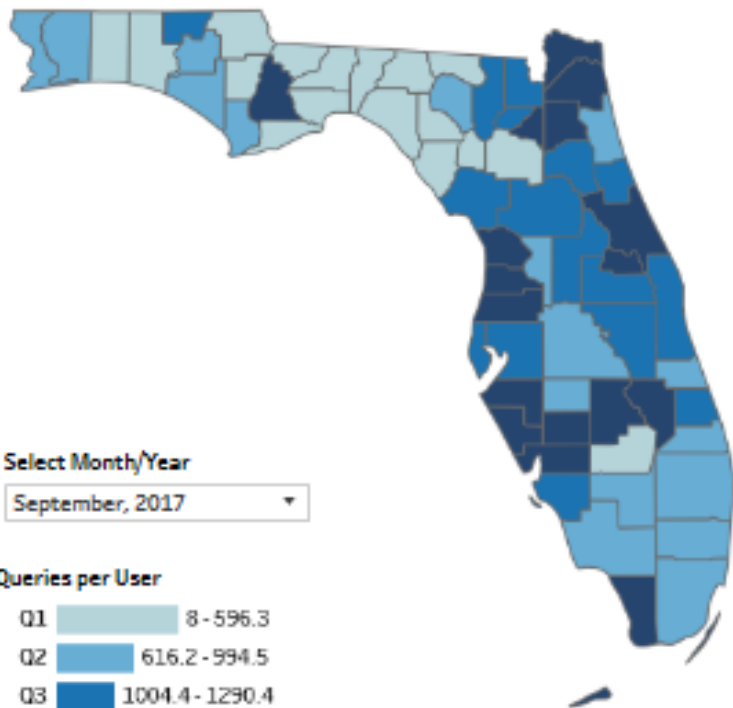 Select Month/Year
September, 2017
Queries per User
Q1 8 - 596.3
Q2 616.2 - 994.5
Q3 1004.4 - 1290.4